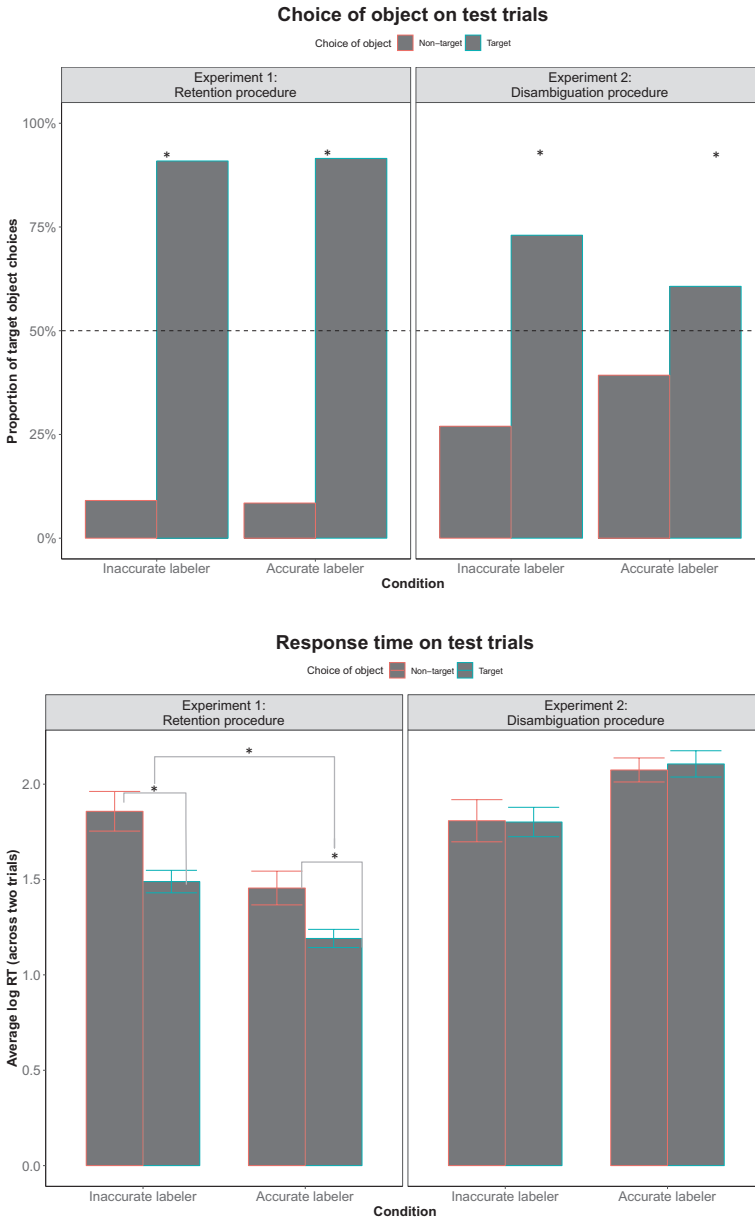 Choice of object on test trials
Choice of object Non-target Target
Experiment 1:
Retention procedure
Experiment 2:
Disambiguation procedure
Proportion of target object choices
100%
75%
50%
25%
0%
*
*
*
*
Inaccurate labeler
Accurate labeler
Inaccurate labeler
Accurate labeler
Condition
Response time on test trials
Choice of object Non-target Target
Experiment 1:
Retention procedure
Experiment 2:
Disambiguation procedure
Average log RT (across two trials)
2.0
1.5
1.0
0.5
0.0
*
*
*
Inaccurate labeler
Accurate labeler
Inaccurate labeler
Accurate labeler
Condition